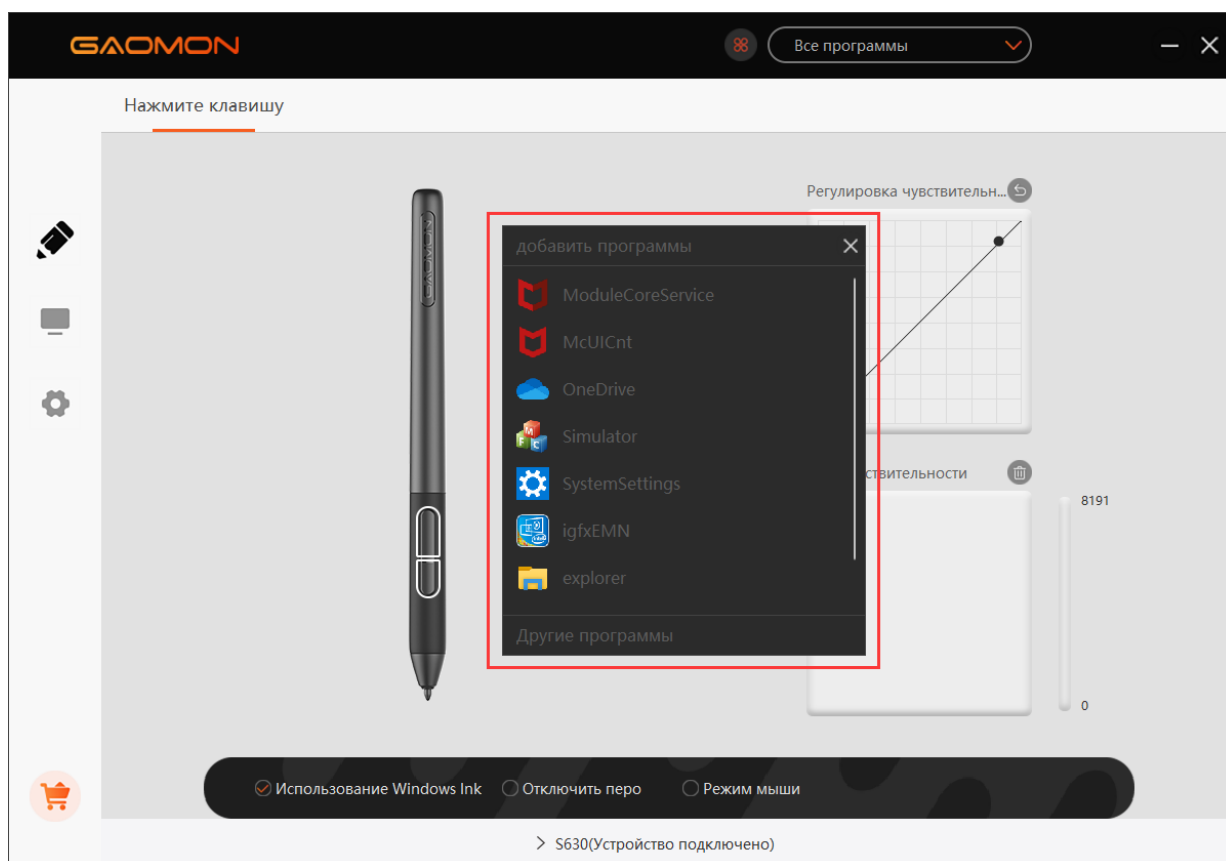 GAOMON
Все программы
Нажмите клавишу
Регулировка чувствительн...
GAOMON
добавить программы
ModuleCoreService
McUICnt
OneDrive
Simulator
SystemSettings
igfxEMN
explorer
Другие программы
ствительности
8191
0
Использование Windows Ink
Отключить перо
Режим мыши
S630(Устройство подключено)